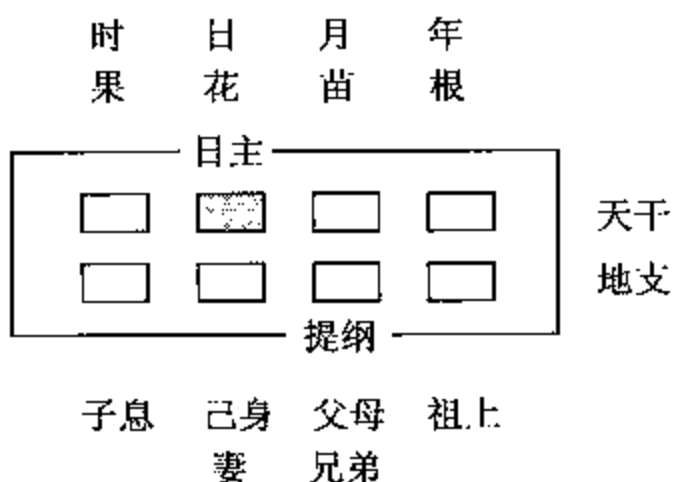 时 日 月 年
果 花 苗 根
日主
天干
地支
提纲
子息 己身 父母 祖上
妻 兄弟